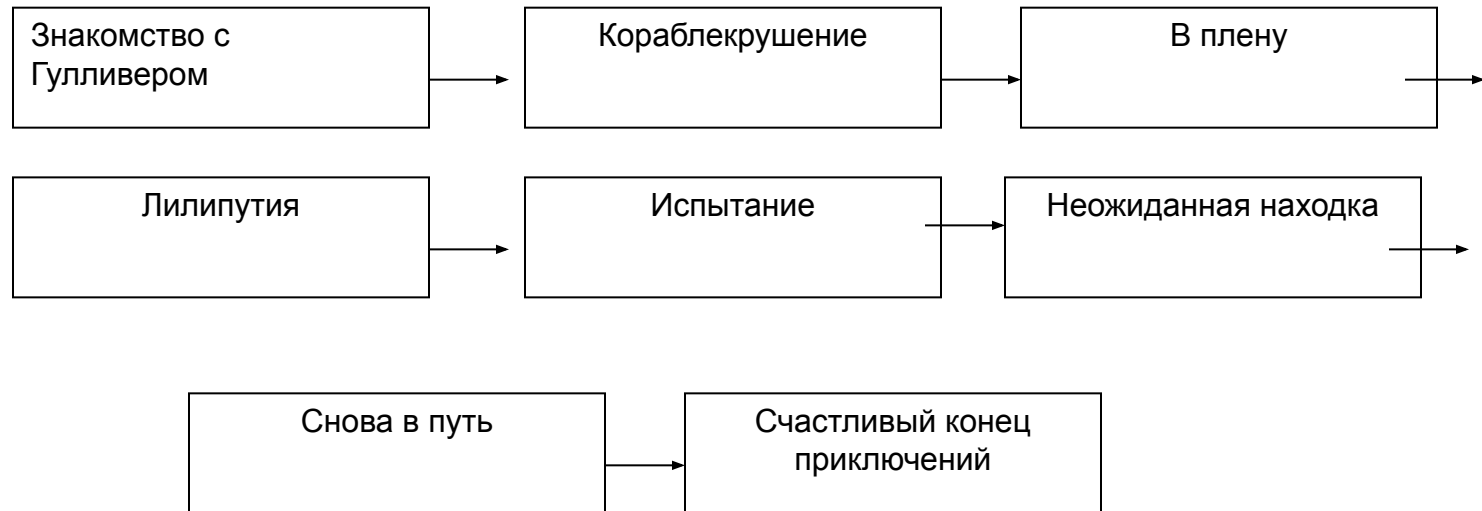 Знакомство с
Гулливером
Кораблекрушение
В плену
Лилипутия
Испытание
Неожиданная находка
Снова в путь
Счастливый конец
приключений